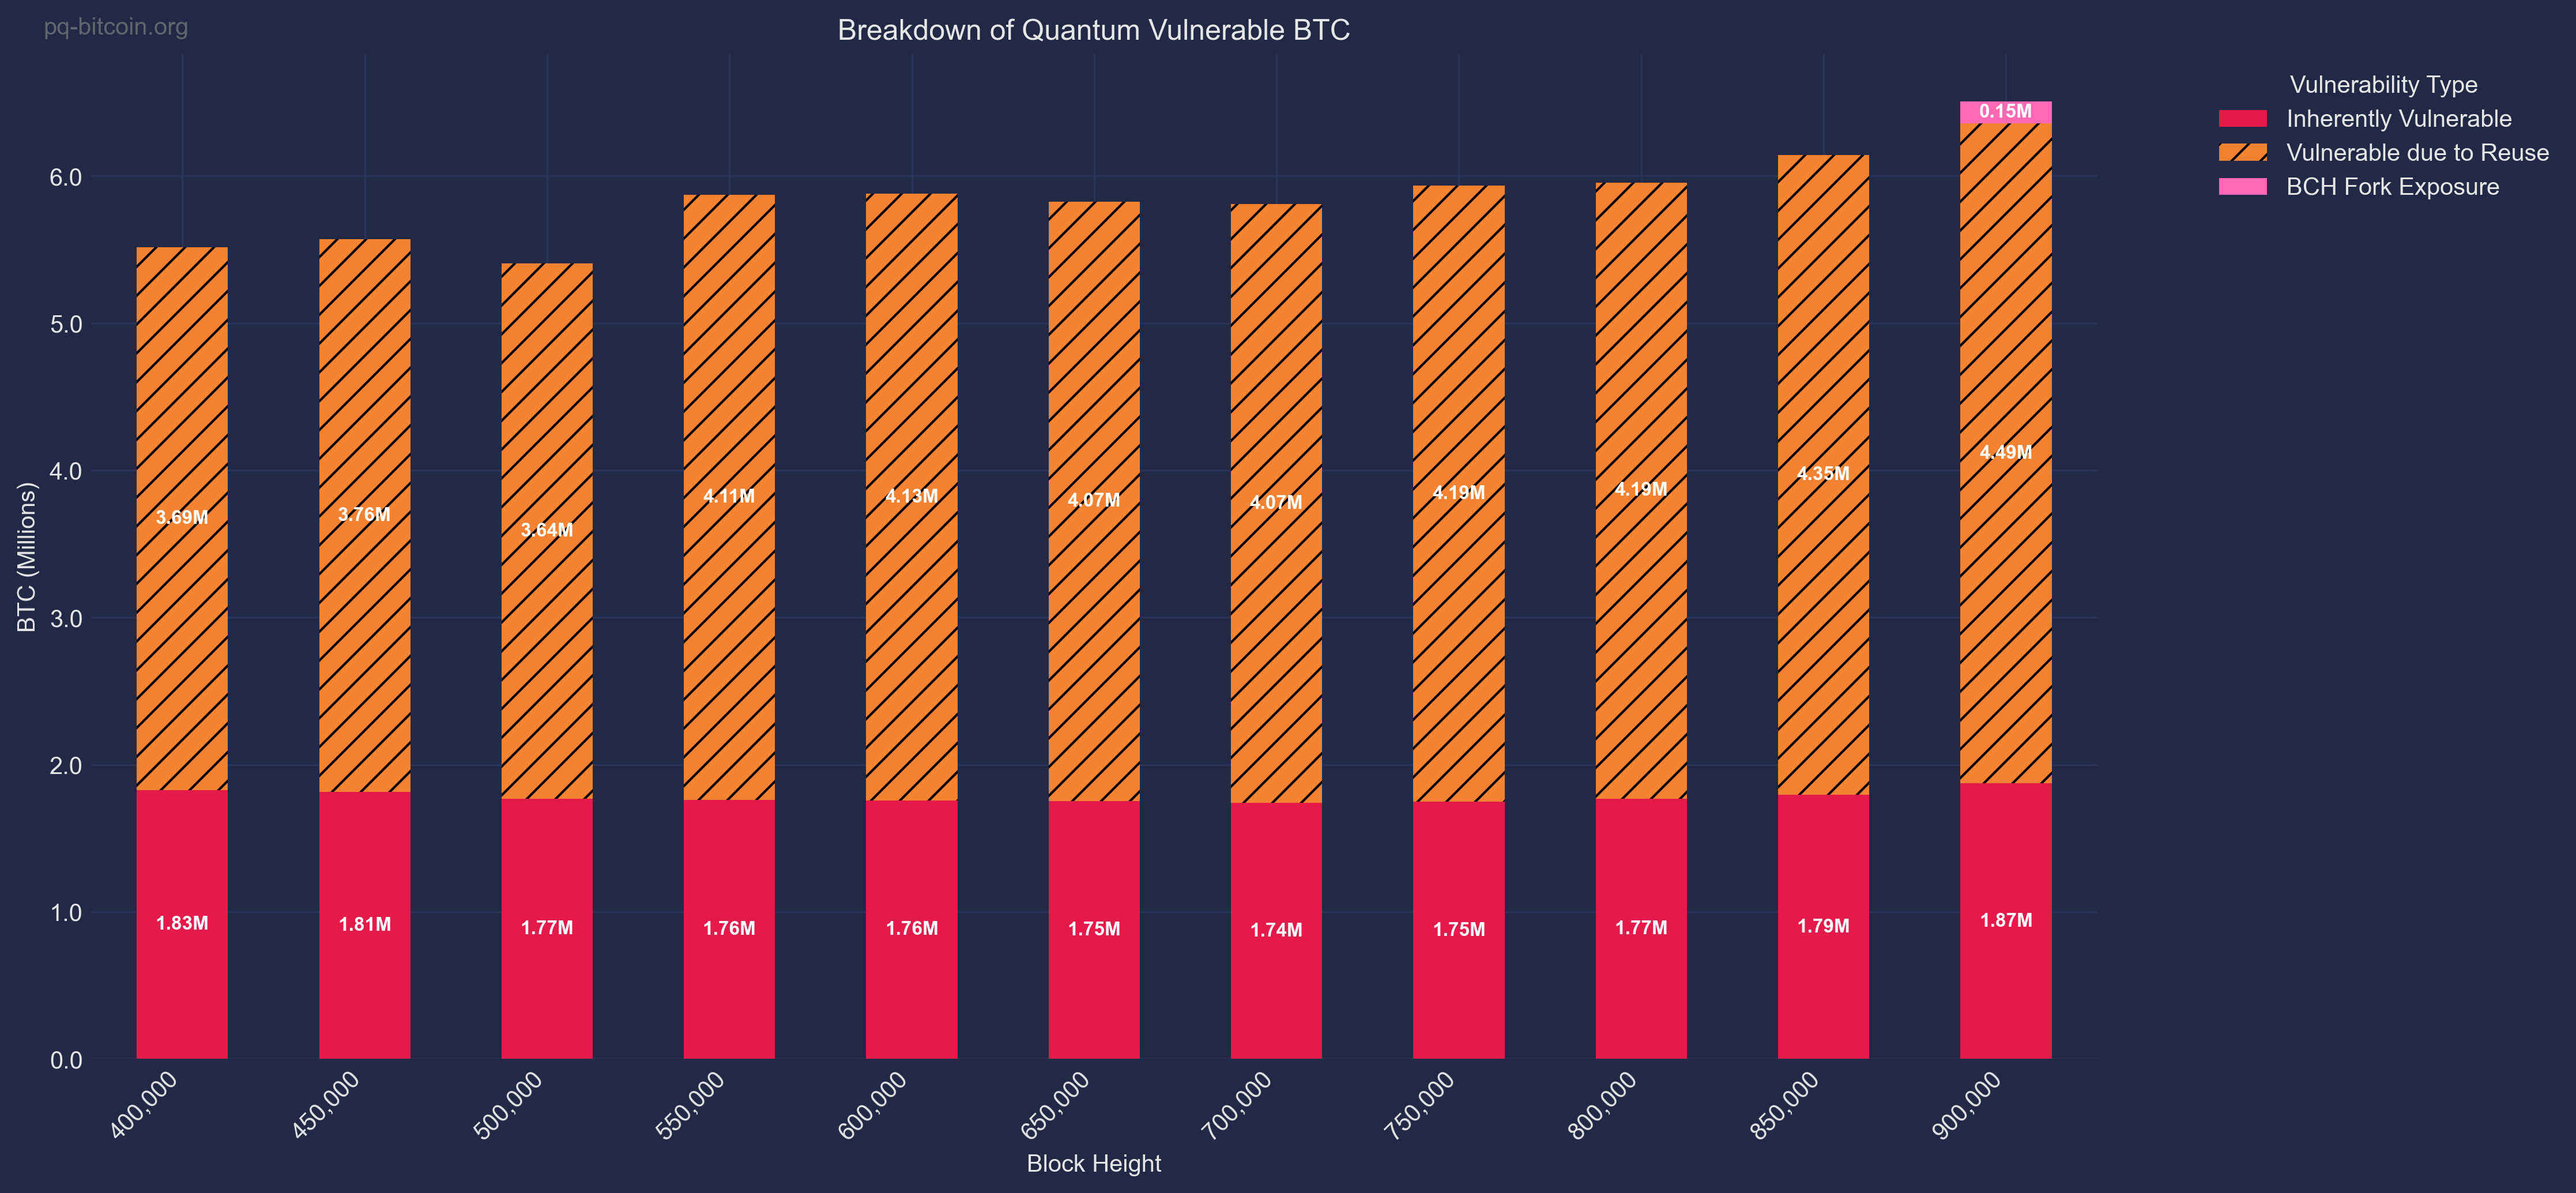 pq-bitcoin.org
Breakdown of Quantum Vulnerable BTC
Vulnerability Type
Inherently Vulnerable
Vulnerable due to Reuse
BCH Fork Exposure
BTC (Millions)
6.0
5.0
4.0
3.0
2.0
1.0
0.0
0.15M
3.69M
3.76M
3.64M
4.11M
4.13M
4.07M
4.07M
4.19M
4.19M
4.35M
4.49M
1.83M
1.81M
1.77M
1.76M
1.76M
1.75M
1.74M
1.75M
1.77M
1.79M
1.87M
400,000
450,000
500,000
550,000
600,000
650,000
700,000
750,000
800,000
850,000
900,000
Block Height